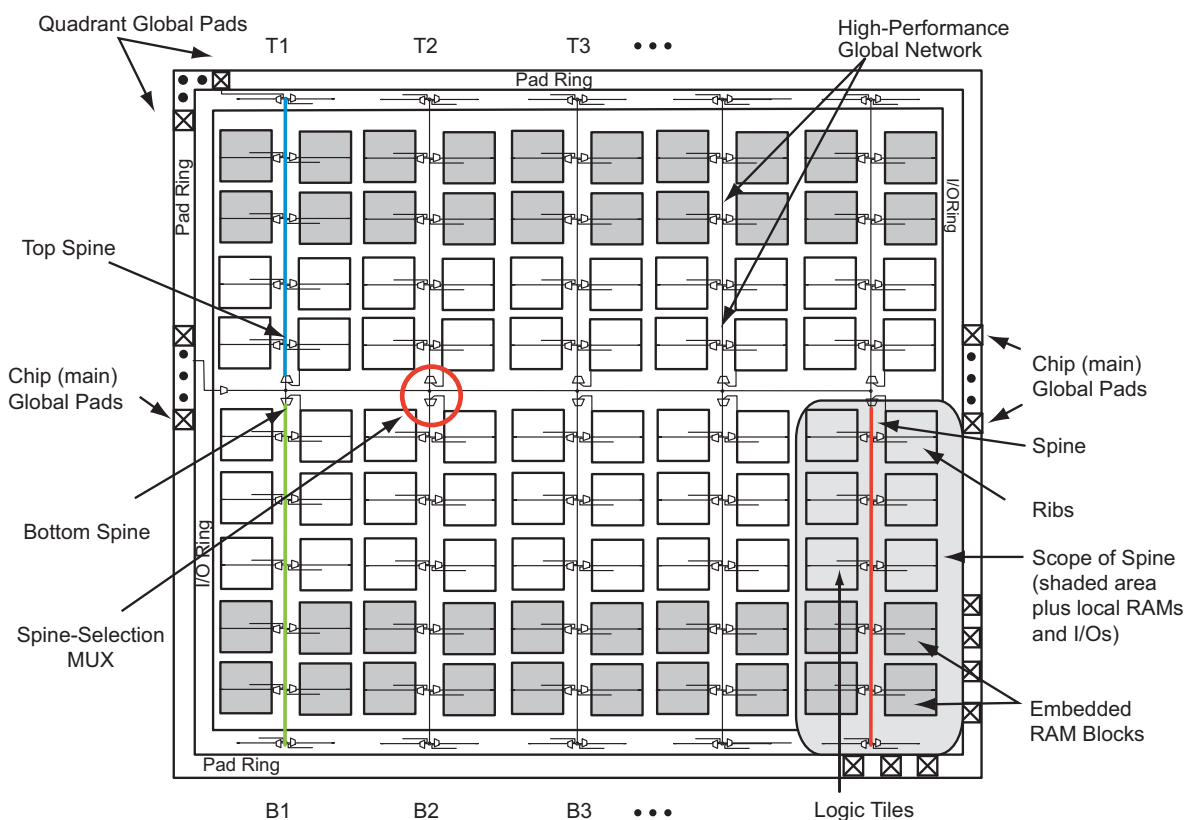 Quadrant Global Pads
T1
T2
T3
•••
High-Performance
Global Network
Pad Ring
Pad Ring
I/ORing
Top Spine
Chip (main)
Global Pads
Chip (main)
Global Pads
Spine
Ribs
Bottom Spine
I/O Ring
Scope of Spine
(shaded area
plus local RAMs
and I/Os)
Spine-Selection
MUX
Embedded
RAM Blocks
Pad Ring
B1
B2
B3
•••
Logic Tiles